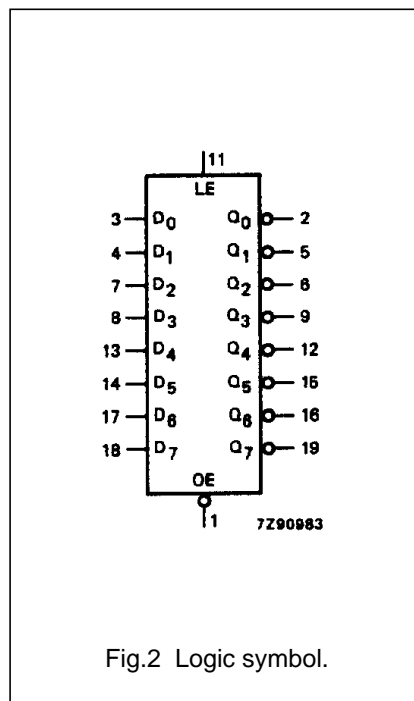 11
LE
3 D0 Q0 2
4 D1 Q1 5
7 D2 Q2 6
8 D3 Q3 9
13 D4 Q4 12
14 D5 Q5 15
17 D6 Q6 16
18 D7 Q7 19
OE
1 7Z90983
Fig.2 Logic symbol.